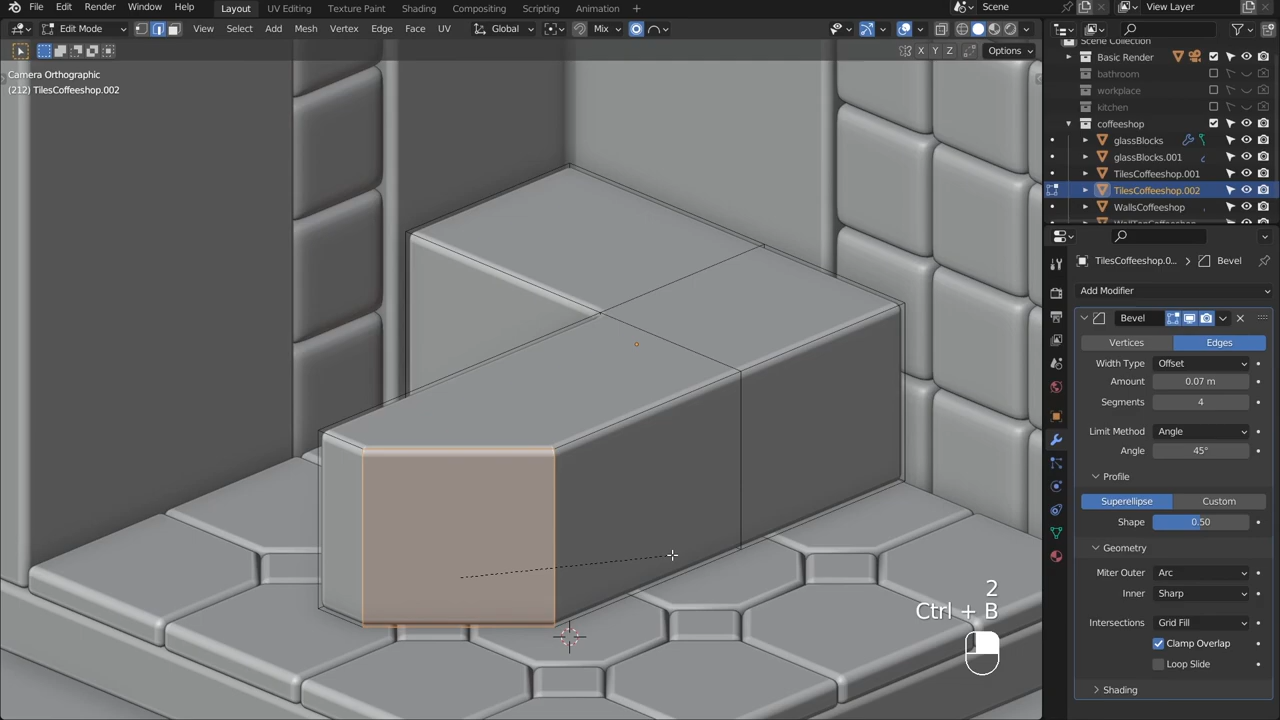 File Edit Render Window Help Layout UV Editing Texture Paint Shading Compositing Scripting Animation Scene View Layer
Edit Mode View Select Add Mesh Vertex Edge Face UV Global Mix
X Y Z Options
Camera Orthographic
(212) TilesCoffeeshop.002
2
Ctrl + B
Scene Collection
Basic Render
bathroom
workplace
kitchen
coffeeshop
glassBlocks
glassBlocks.001
TilesCoffeeshop.001
TilesCoffeeshop.002
WallsCoffeeshop
TilesCoffeeshop.0... > Bevel
Add Modifier
Bevel
Vertices Edges
Width Type Offset
Amount 0.07 m
Segments 4
Limit Method Angle
Angle 45°
Profile
Superellipse Custom
Shape 0.50
Geometry
Miter Outer Arc
Inner Sharp
Intersections Grid Fill
Clamp Overlap
Loop Slide
Shading